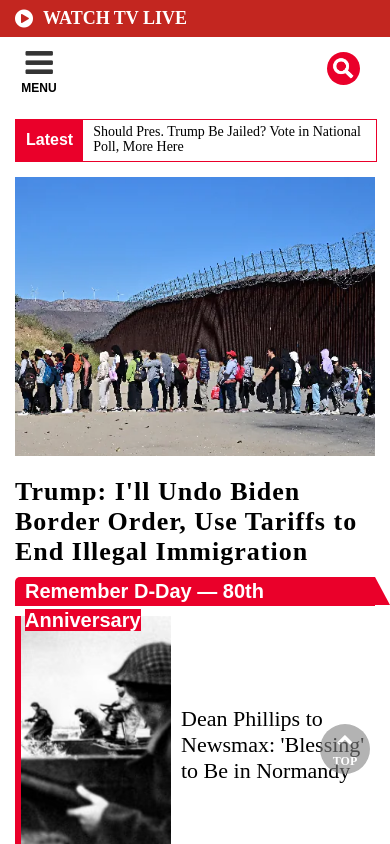 WATCH TV LIVE
MENU
Latest
Should Pres. Trump Be Jailed? Vote in National
Poll, More Here
Trump: I'll Undo Biden
Border Order, Use Tariffs to
End Illegal Immigration
Remember D-Day — 80th
Anniversary
Dean Phillips to
Newsmax: 'Blessing'
to Be in Normandy
TOP